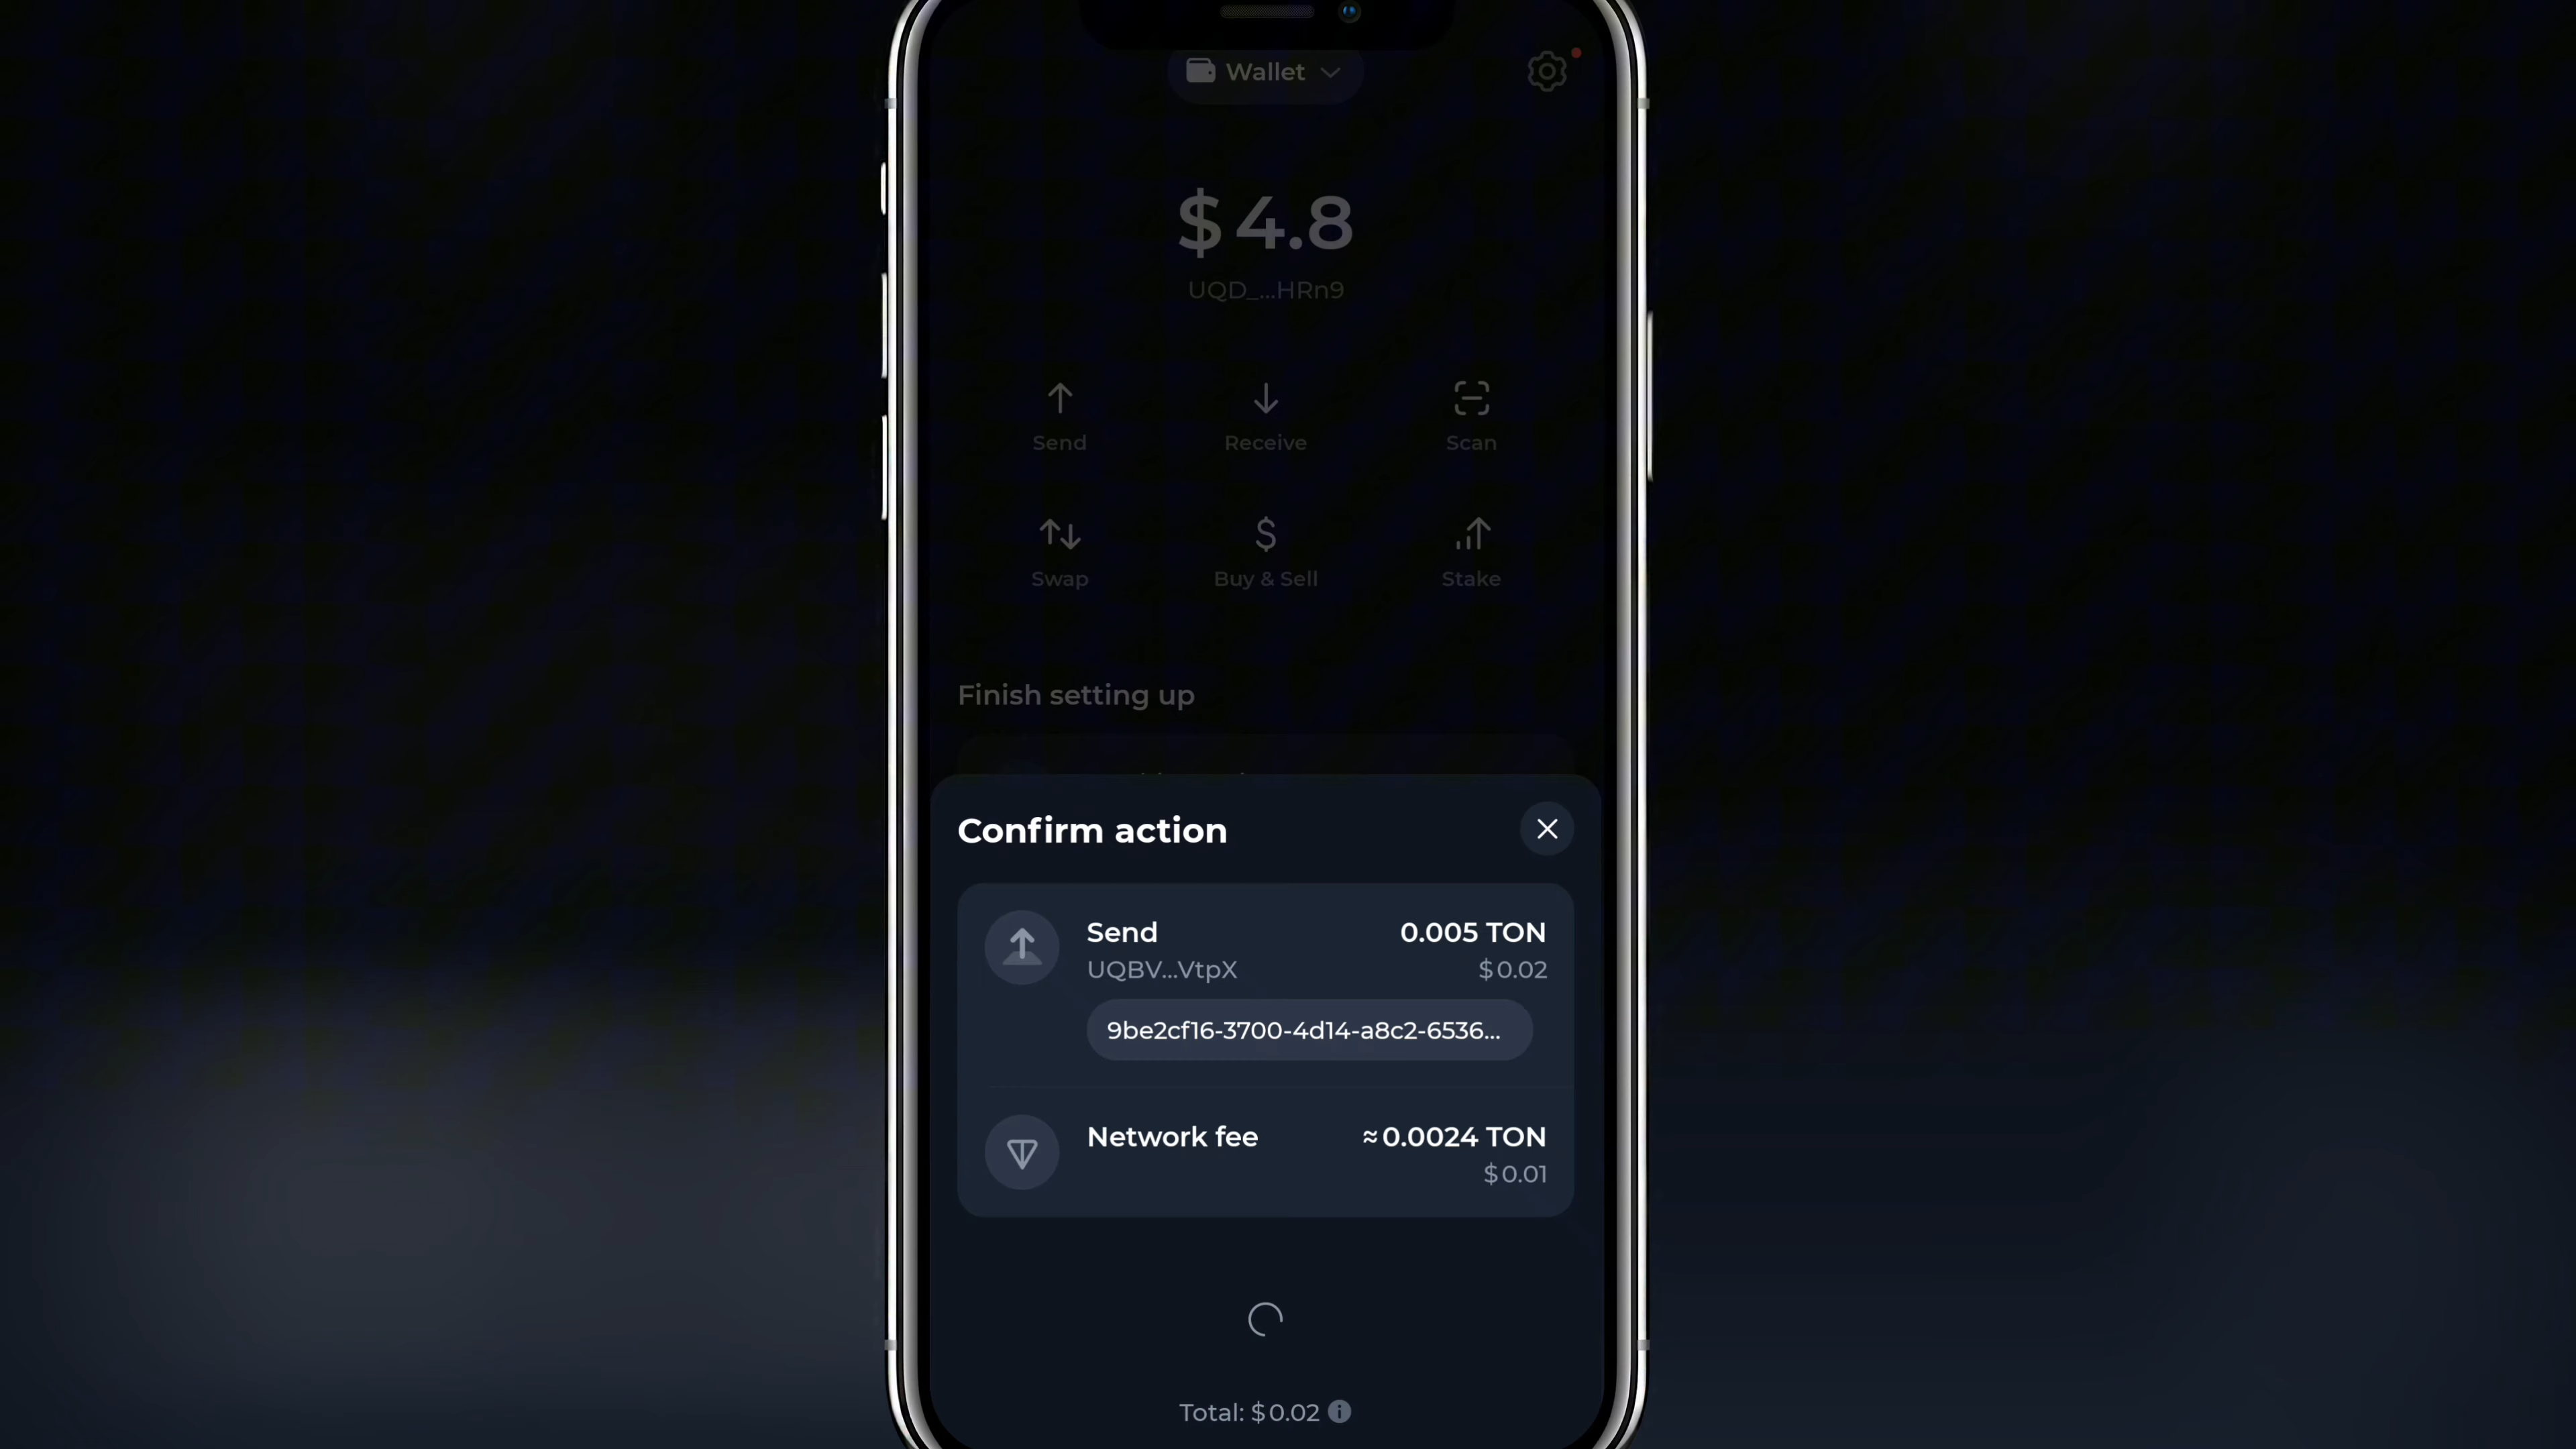 Wallet
$4.8
UQD_...HRn9
Send
Receive
Scan
Swap
Buy & Sell
Stake
Finish setting up
Confirm action
Send
0.005 TON
UQBV...VtpX
$0.02
9be2cf16-3700-4d14-a8c2-6536...
Network fee
≈0.0024 TON
$0.01
Total: $0.02